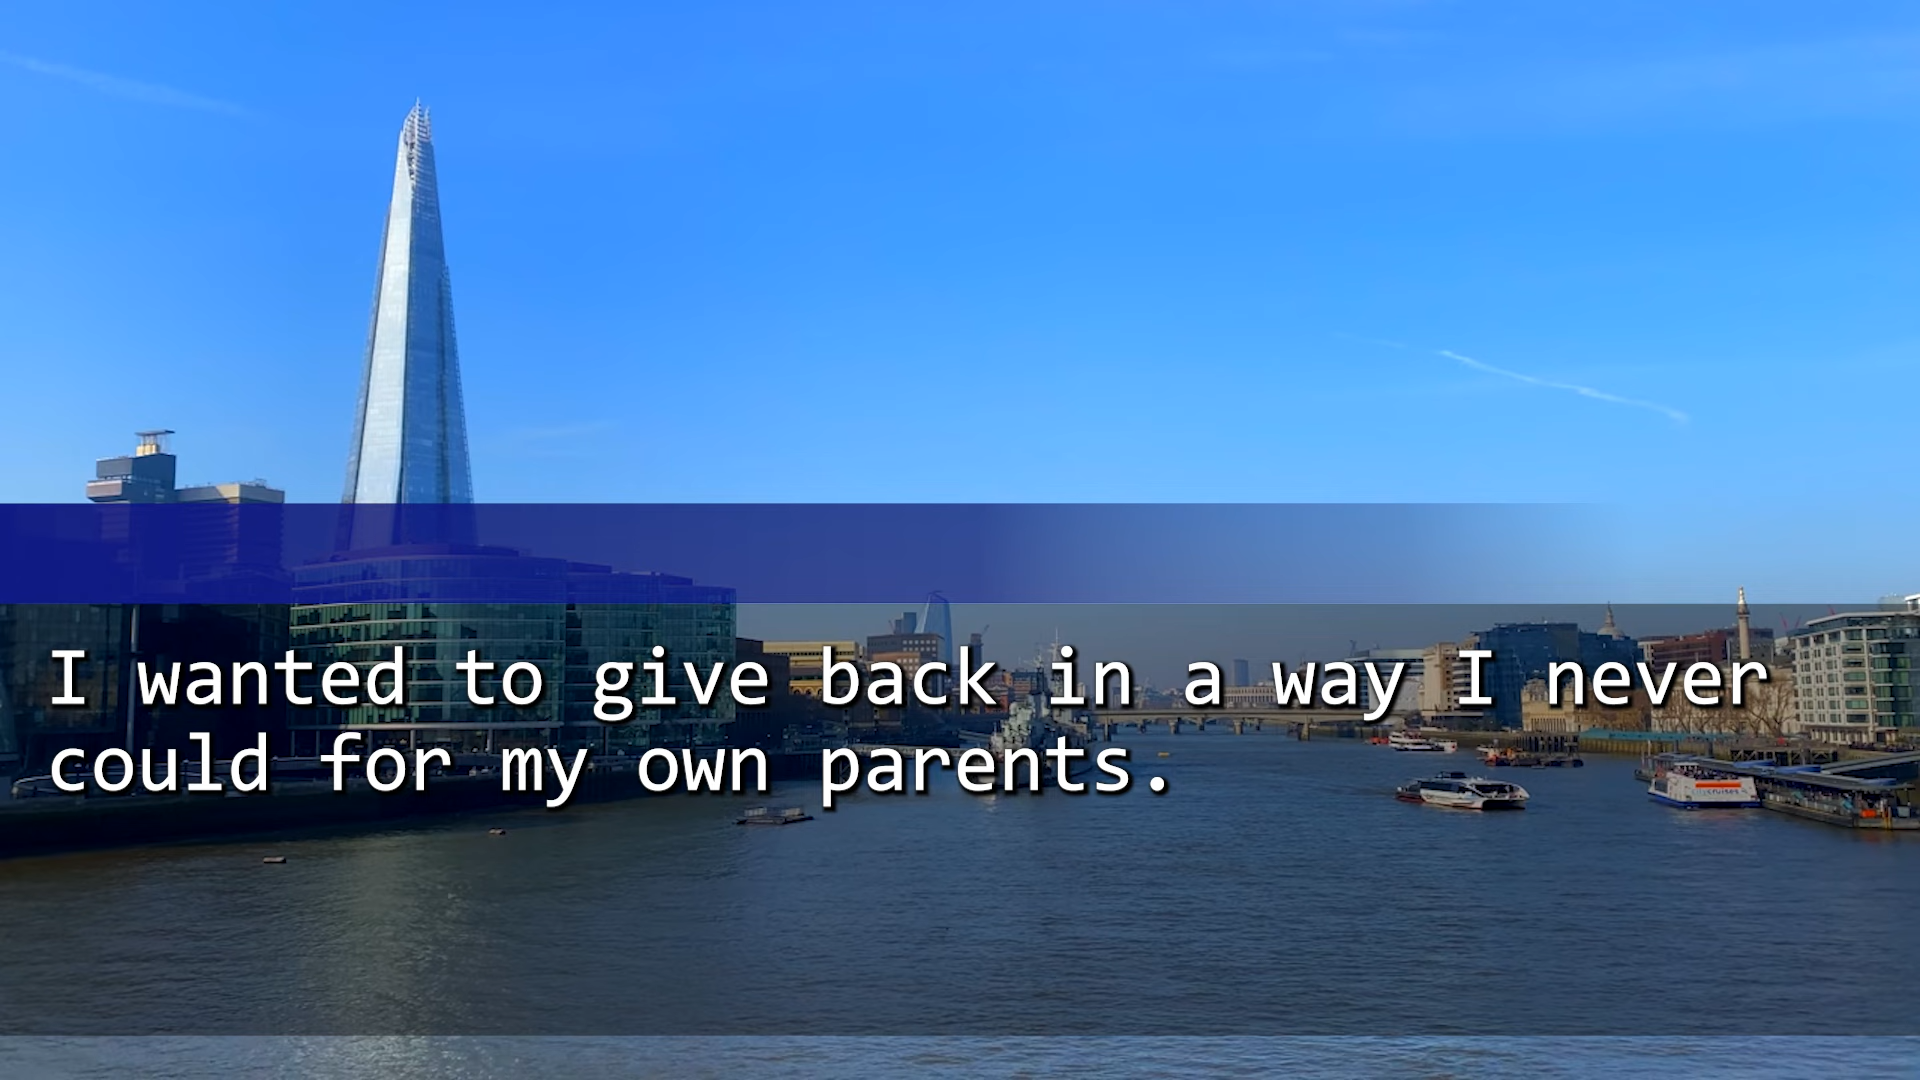 I wanted to give back in a way I never
could for my own parents.